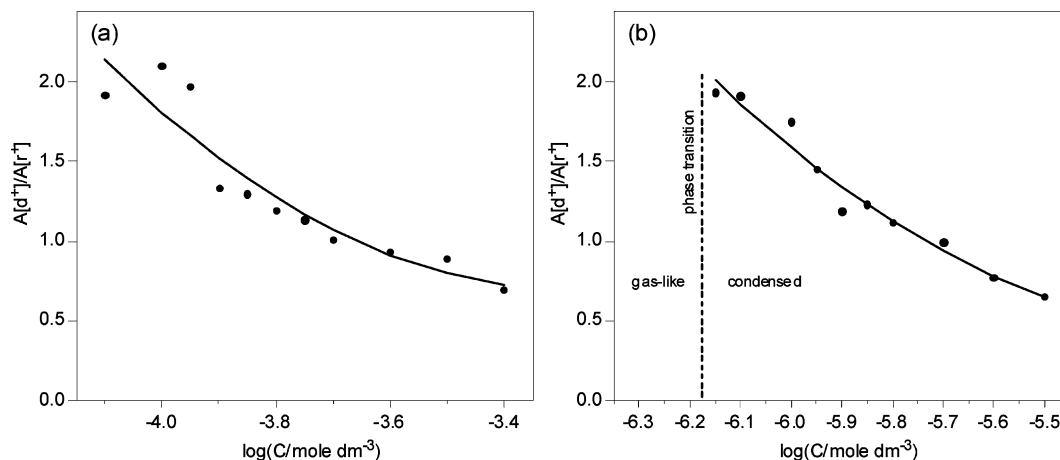 (a)
2.0
1.5
1.0
0.5
0.0
A[d⁺]/A[r⁺]
-4.0
-3.8
-3.6
-3.4
log(C/mole dm⁻³)
(b)
2.0
1.5
1.0
0.5
0.0
A[d⁺]/A[r⁺]
phase transition
gas-like
condensed
-6.3
-6.2
-6.1
-6.0
-5.9
-5.8
-5.7
-5.6
-5.5
log(C/mole dm⁻³)